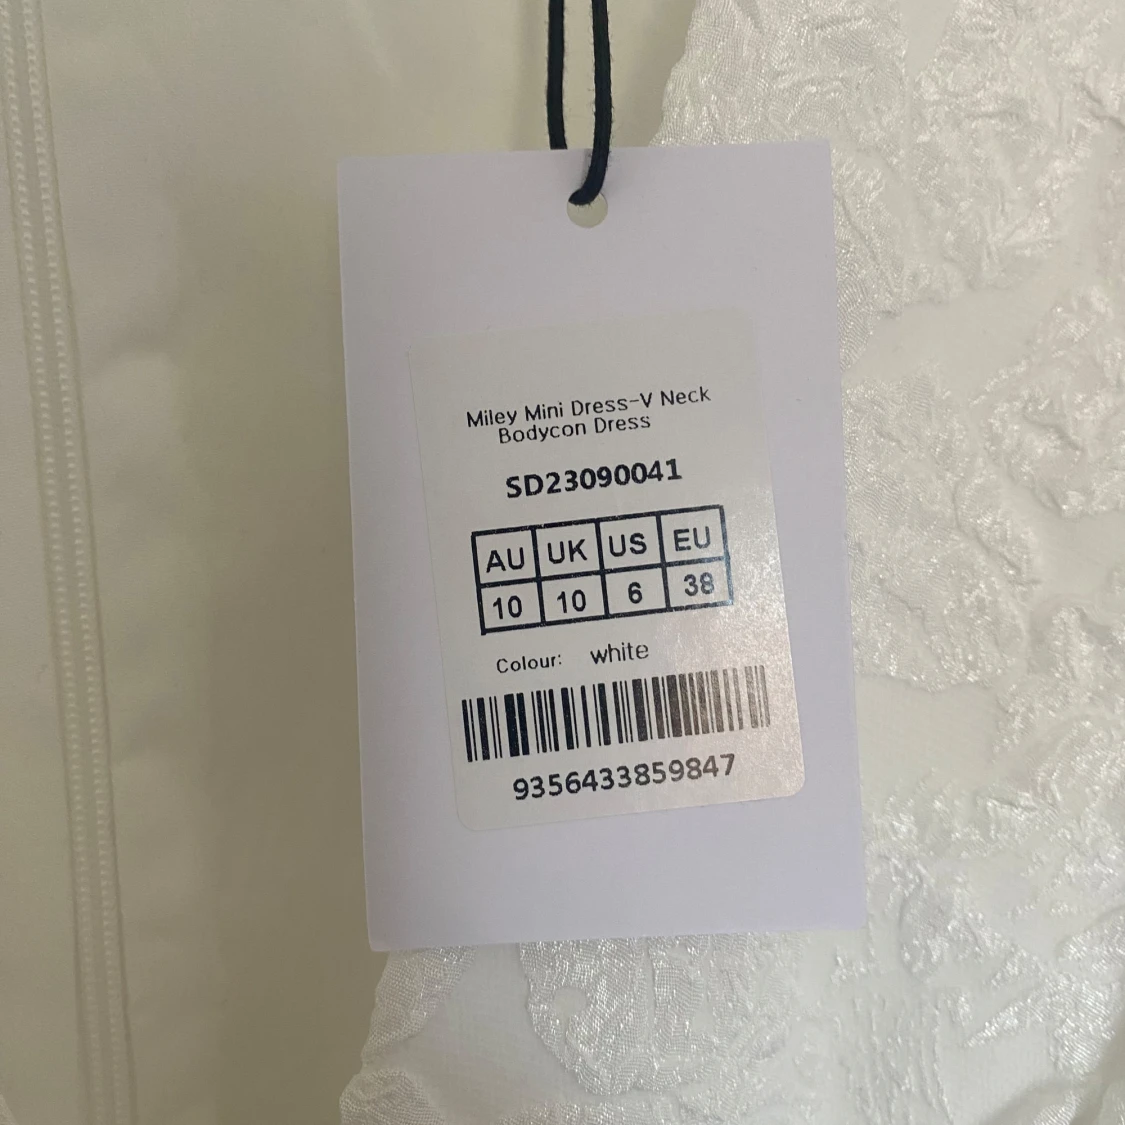 Miley Mini Dress-V Neck
Bodycon Dress
SD23090041
AU UK US EU
10 10 6 38
Colour: white
9356433859847